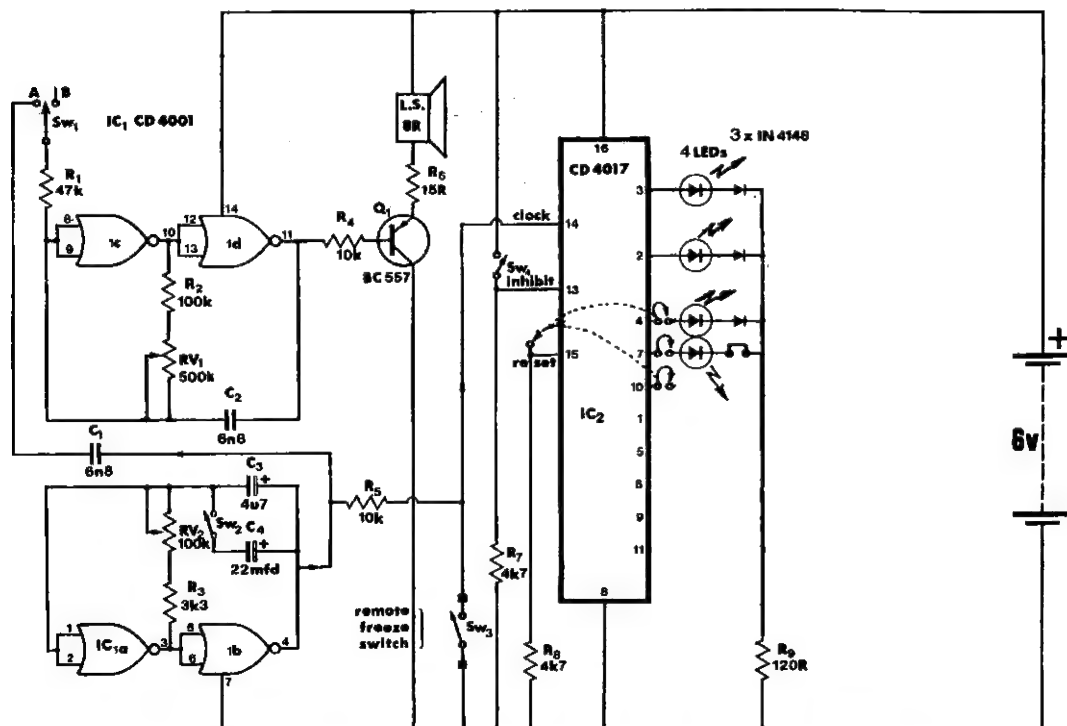 A B
Sw1
IC1 CD 4001
R1
47k
8
9
1c
10
12
13
14
1d
11
R2
100k
RV1
500k
C2
6n8
C1
6n8
R4
10k
Q1
BC 557
L.S.
8R
R6
15R
clock
Sw4
inhibit
reset
16
CD 4017
14
13
15
IC2
3
2
4
7
10
1
5
6
9
11
8
4 LEDs
3 x IN 4148
6v
+
C3
4u7
+
RV2
100k
Sw2
C4
22mfd
+
R3
3k3
1
2
IC1a
3
6
6
1b
4
7
R5
10k
remote
freeze
switch
Sw3
R7
4k7
R8
4k7
R9
120R